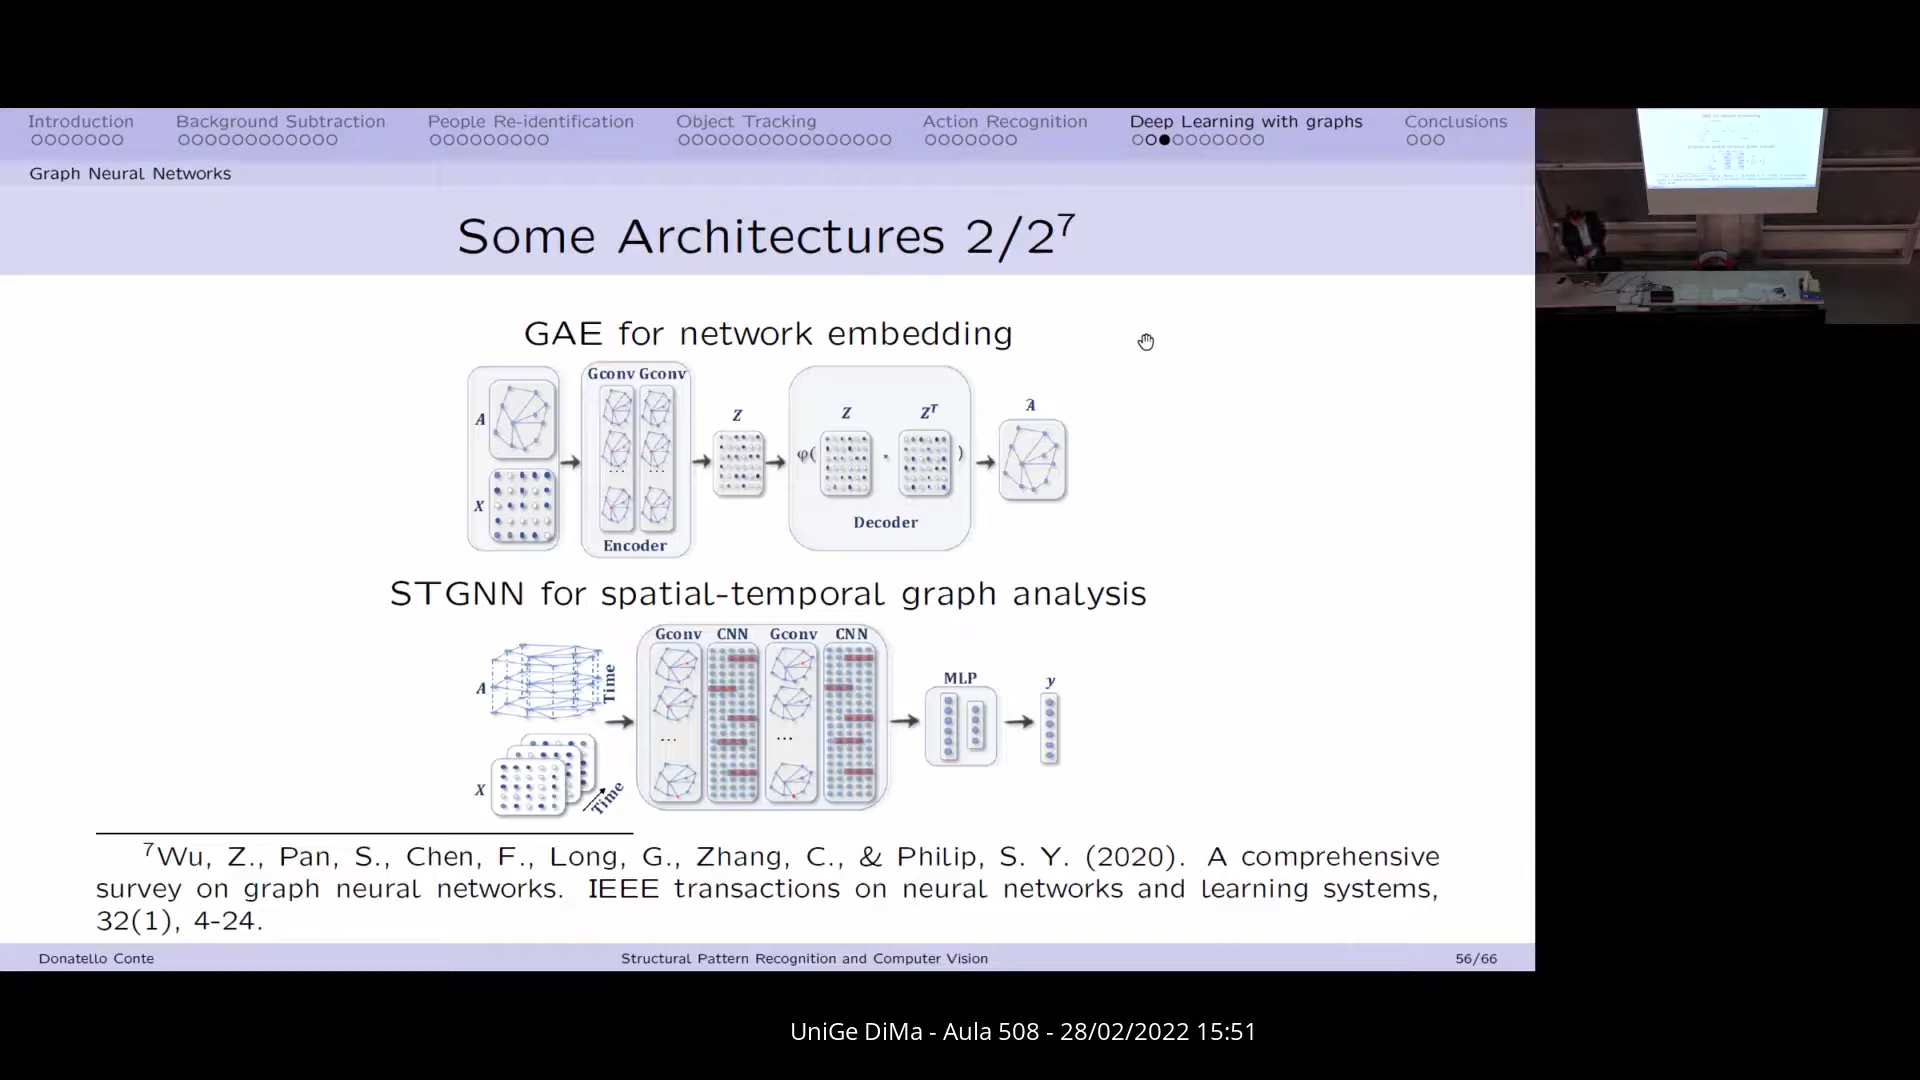 Introduction
Background Subtraction
People Re-identification
Object Tracking
Action Recognition
Deep Learning with graphs
Conclusions
Graph Neural Networks
Some Architectures 2/2⁷
GAE for network embedding
Gconv Gconv
A
X
Encoder
Z
φ( Z · Zᵀ )
Decoder
Â
STGNN for spatial-temporal graph analysis
Gconv CNN Gconv CNN
A
Time
X
Time
MLP
y
⁷Wu, Z., Pan, S., Chen, F., Long, G., Zhang, C., & Philip, S. Y. (2020). A comprehensive
survey on graph neural networks. IEEE transactions on neural networks and learning systems,
32(1), 4-24.
Donatello Conte
Structural Pattern Recognition and Computer Vision
56/66
UniGe DiMa - Aula 508 - 28/02/2022 15:51